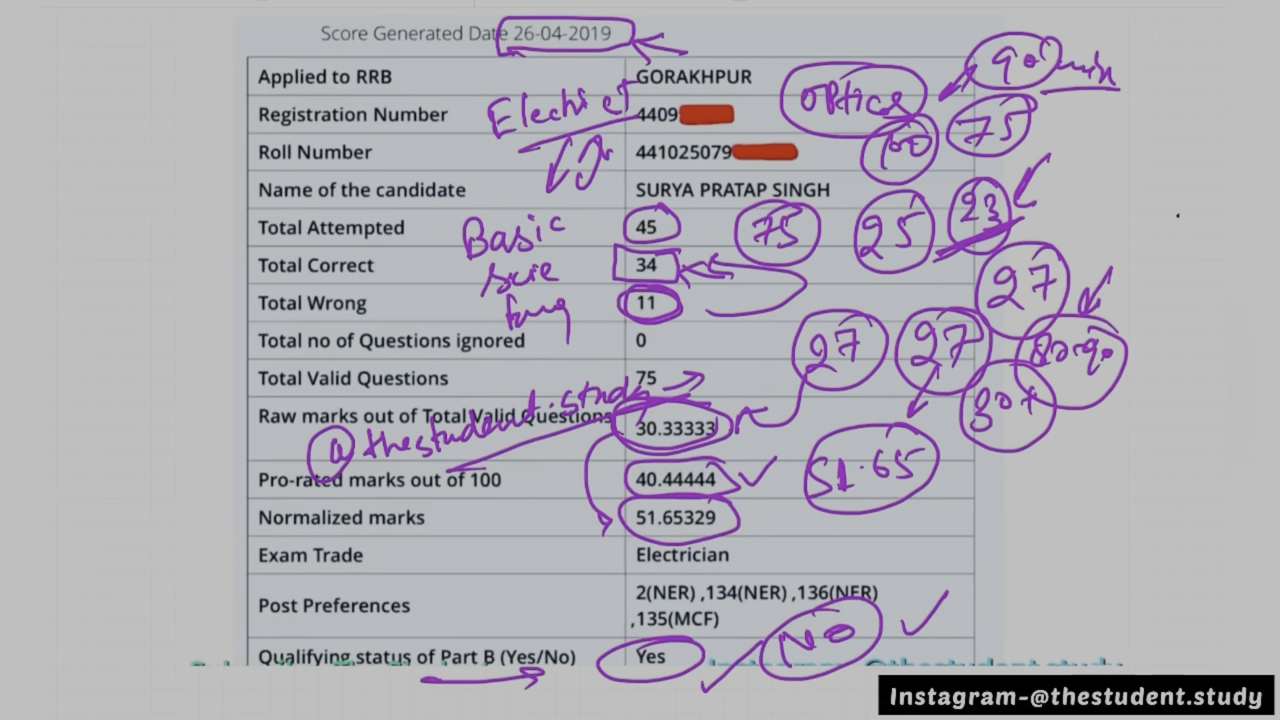 Score Generated Date 26-04-2019
Applied to RRB GORAKHPUR
Registration Number 4409
Roll Number 441025079
Name of the candidate SURYA PRATAP SINGH
Total Attempted 45
Total Correct 34
Total Wrong 11
Total no of Questions ignored 0
Total Valid Questions 75
Raw marks out of Total Valid Questions 30.33333
Pro-rated marks out of 100 40.44444
Normalized marks 51.65329
Exam Trade Electrician
Post Preferences 2(NER) ,134(NER) ,136(NER)
,135(MCF)
Qualifying status of Part B (Yes/No) Yes
optics
90 min
100
75
Basic
75
25
23
27
27
27
80-90
80+
@thestudent.study
51.65
NO
Instagram-@thestudent.study